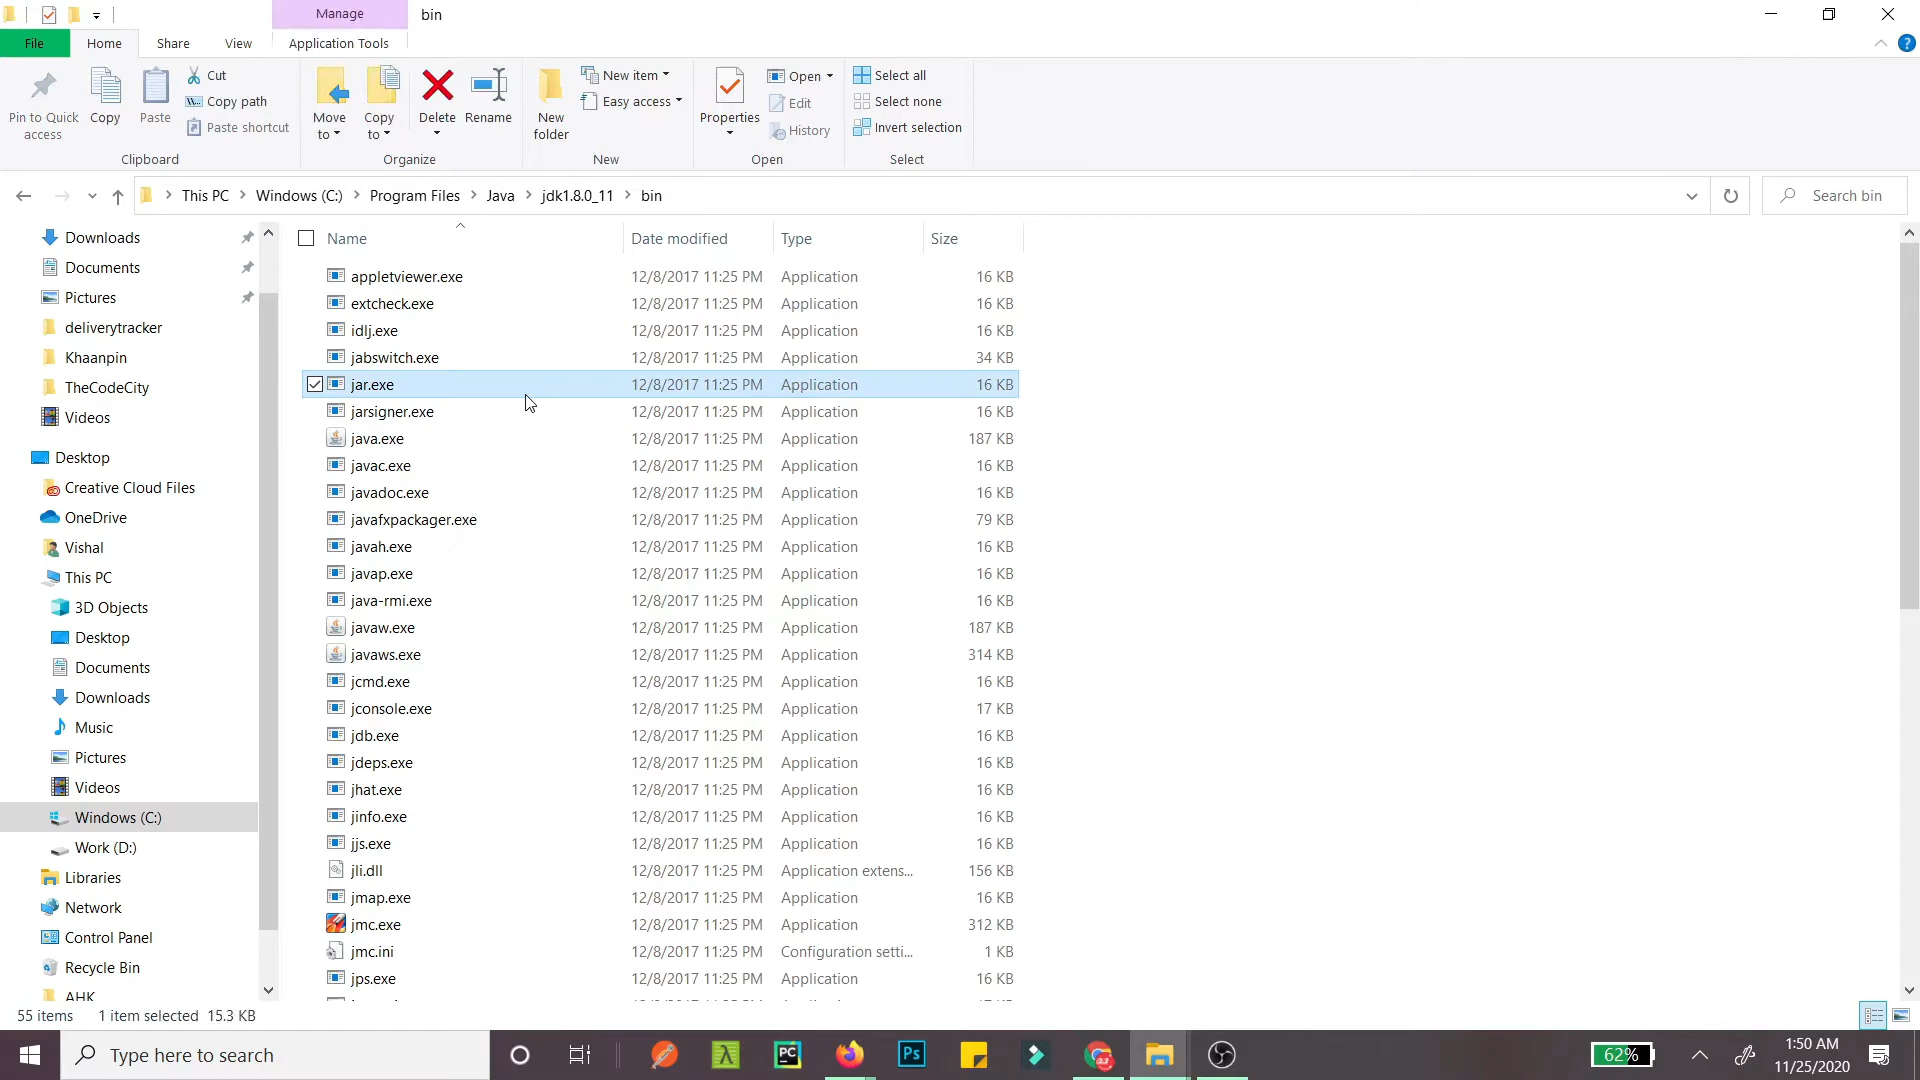 Manage
bin
File
Home
Share
View
Application Tools
Pin to Quick access
Copy
Paste
Cut
Copy path
Paste shortcut
Clipboard
Move to
Copy to
Delete
Rename
Organize
New folder
New item
Easy access
New
Properties
Open
Edit
History
Open
Select all
Select none
Invert selection
Select
This PC > Windows (C:) > Program Files > Java > jdk1.8.0_11 > bin
Search bin
Downloads
Documents
Pictures
deliverytracker
Khaanpin
TheCodeCity
Videos
Desktop
Creative Cloud Files
OneDrive
Vishal
This PC
3D Objects
Desktop
Documents
Downloads
Music
Pictures
Videos
Windows (C:)
Work (D:)
Libraries
Network
Control Panel
Recycle Bin
AHK
Name Date modified Type Size
appletviewer.exe 12/8/2017 11:25 PM Application 16 KB
extcheck.exe 12/8/2017 11:25 PM Application 16 KB
idlj.exe 12/8/2017 11:25 PM Application 16 KB
jabswitch.exe 12/8/2017 11:25 PM Application 34 KB
jar.exe 12/8/2017 11:25 PM Application 16 KB
jarsigner.exe 12/8/2017 11:25 PM Application 16 KB
java.exe 12/8/2017 11:25 PM Application 187 KB
javac.exe 12/8/2017 11:25 PM Application 16 KB
javadoc.exe 12/8/2017 11:25 PM Application 16 KB
javafxpackager.exe 12/8/2017 11:25 PM Application 79 KB
javah.exe 12/8/2017 11:25 PM Application 16 KB
javap.exe 12/8/2017 11:25 PM Application 16 KB
java-rmi.exe 12/8/2017 11:25 PM Application 16 KB
javaw.exe 12/8/2017 11:25 PM Application 187 KB
javaws.exe 12/8/2017 11:25 PM Application 314 KB
jcmd.exe 12/8/2017 11:25 PM Application 16 KB
jconsole.exe 12/8/2017 11:25 PM Application 17 KB
jdb.exe 12/8/2017 11:25 PM Application 16 KB
jdeps.exe 12/8/2017 11:25 PM Application 16 KB
jhat.exe 12/8/2017 11:25 PM Application 16 KB
jinfo.exe 12/8/2017 11:25 PM Application 16 KB
jjs.exe 12/8/2017 11:25 PM Application 16 KB
jli.dll 12/8/2017 11:25 PM Application extens... 156 KB
jmap.exe 12/8/2017 11:25 PM Application 16 KB
jmc.exe 12/8/2017 11:25 PM Application 312 KB
jmc.ini 12/8/2017 11:25 PM Configuration setti... 1 KB
jps.exe 12/8/2017 11:25 PM Application 16 KB
55 items 1 item selected 15.3 KB
Type here to search
PC
Ps
62%
1:50 AM
11/25/2020